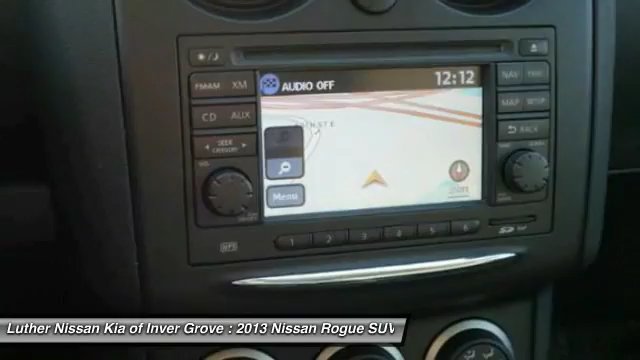 AUDIO OFF 12:12
FM·AM XM
NAV
CD AUX
MAP SETUP
SEEK
BACK
Menu
MP3
1 2 3 4 5 6
Luther Nissan Kia of Inver Grove : 2013 Nissan Rogue SUV